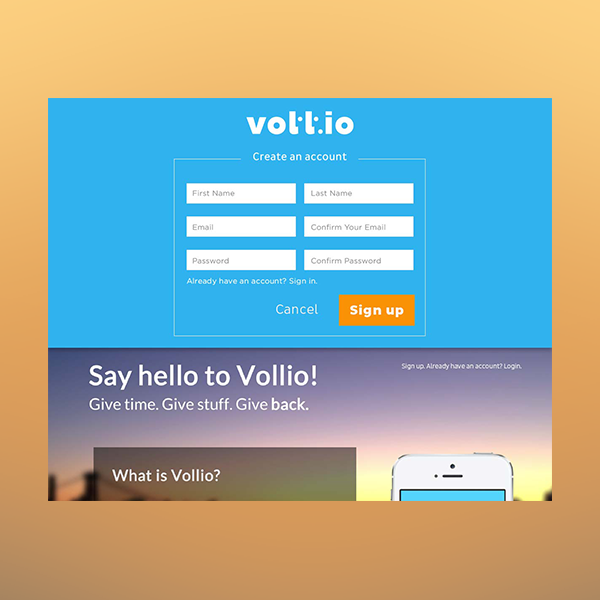 vollio
Create an account
First Name
Last Name
Email
Confirm Your Email
Password
Confirm Password
Already have an account? Sign in.
Cancel
Sign up
Say hello to Vollio!
Sign up. Already have an account? Login.
Give time. Give stuff. Give back.
What is Vollio?